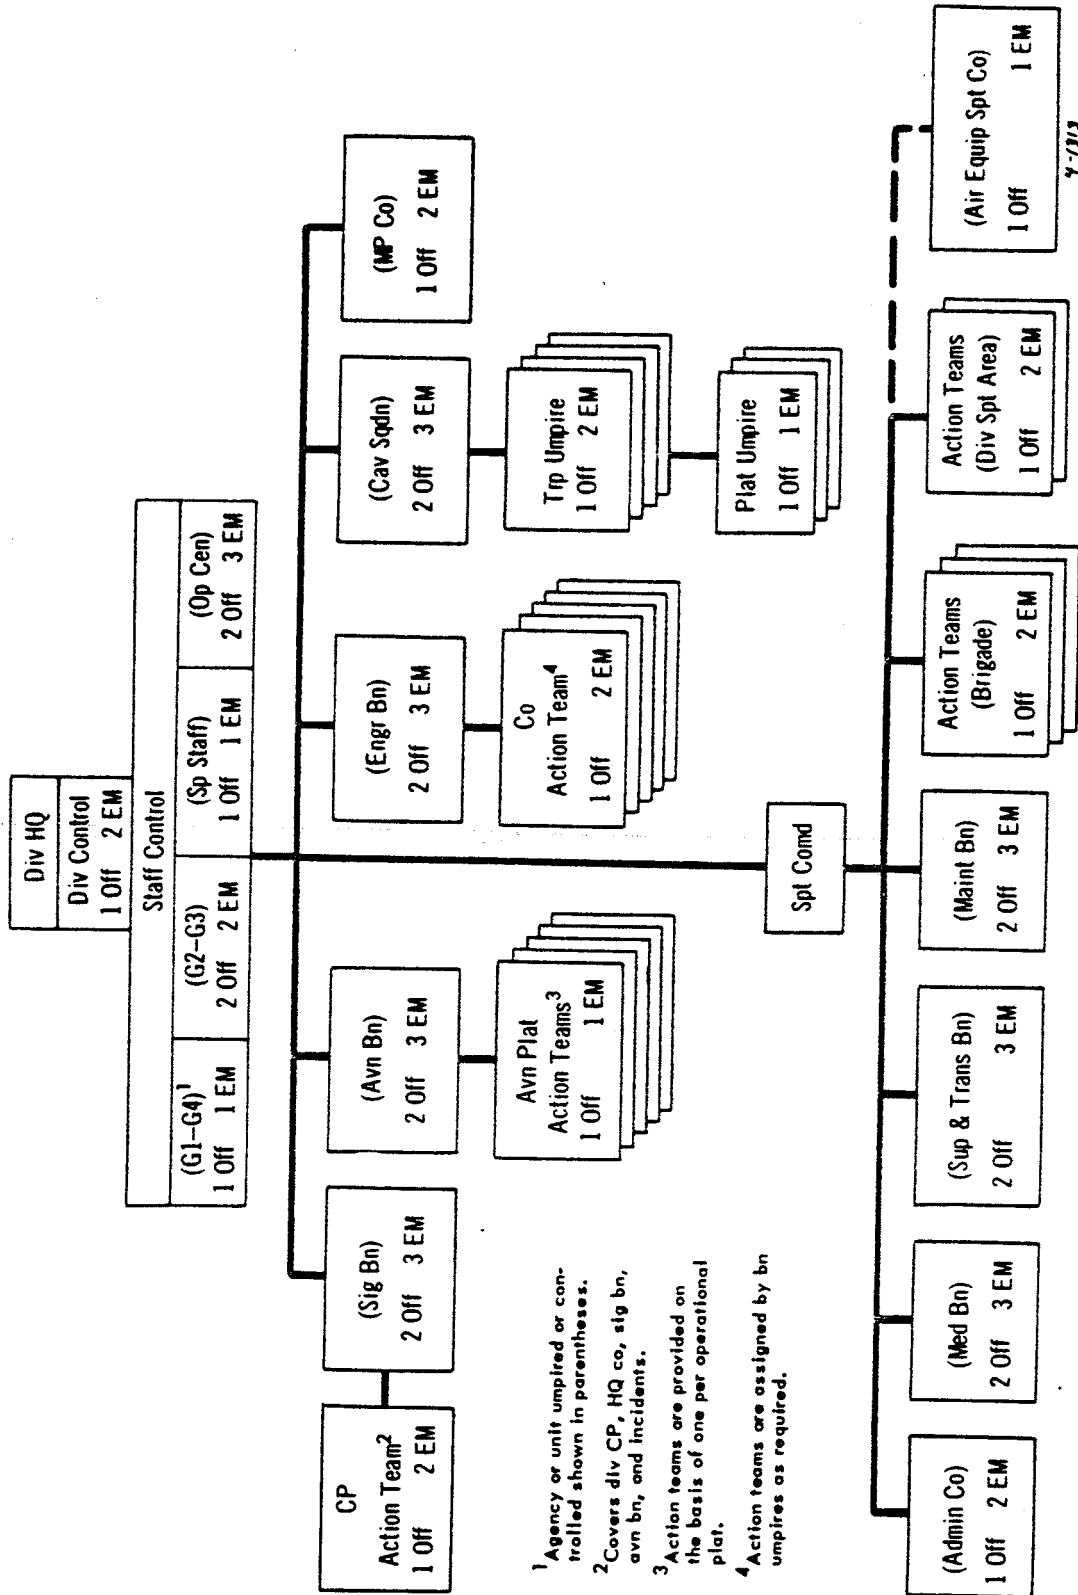 Div HQ
Div Control
1 Off 2 EM
Staff Control
(G1-G4)1
1 Off 1 EM
(G2-G3)
2 Off 2 EM
(Sp Staff)
1 Off 1 EM
(Op Cen)
2 Off 3 EM
CP
Action Team2
1 Off 2 EM
(Sig Bn)
2 Off 3 EM
(Avn Bn)
2 Off 3 EM
(Engr Bn)
2 Off 3 EM
(Cav Sqdn)
2 Off 3 EM
(MP Co)
1 Off 2 EM
Avn Plat
Action Teams3
1 Off 1 EM
Co
Action Team4
1 Off 2 EM
Trp Umpire
1 Off 2 EM
Plat Umpire
1 Off 1 EM
Spt Comd
(Admin Co)
1 Off 2 EM
(Med Bn)
2 Off 3 EM
(Sup & Trans Bn)
2 Off 3 EM
(Maint Bn)
2 Off 3 EM
Action Teams
(Brigade)
1 Off 2 EM
Action Teams
(Div Spt Area)
1 Off 2 EM
(Air Equip Spt Co)
1 Off 1 EM
1 Agency or unit umpired or con-
trolled shown in parentheses.
2 Covers div CP, HQ co, sig bn,
avn bn, and incidents.
3 Action teams are provided on
the basis of one per operational
plat.
4 Action teams are assigned by bn
umpires as required.